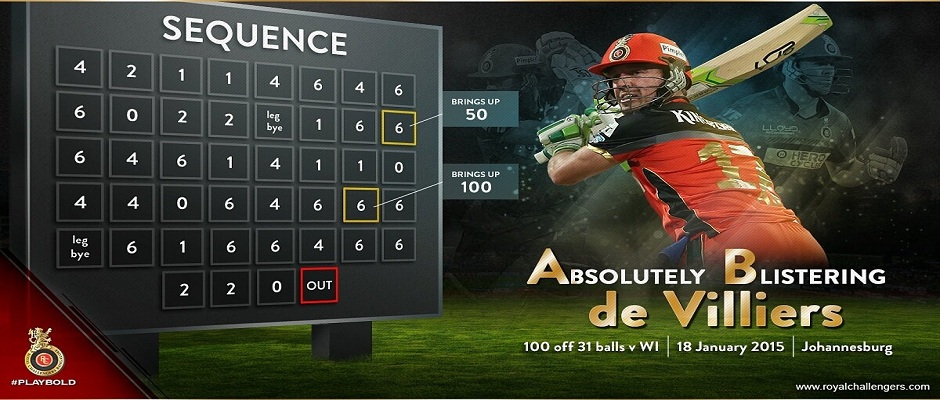 SEQUENCE
4 2 1 1 4 6 4 6
6 0 2 2 leg bye 1 6 6
BRINGS UP
50
6 4 6 1 4 1 1 0
BRINGS UP
100
4 4 0 6 4 6 6 6
leg bye 6 1 6 6 4 6 6
2 2 0 OUT
ABSOLUTELY BLISTERING
de Villiers
100 off 31 balls v WI | 18 January 2015 | Johannesburg
#PLAYBOLD
www.royalchallengers.com
17
HERO